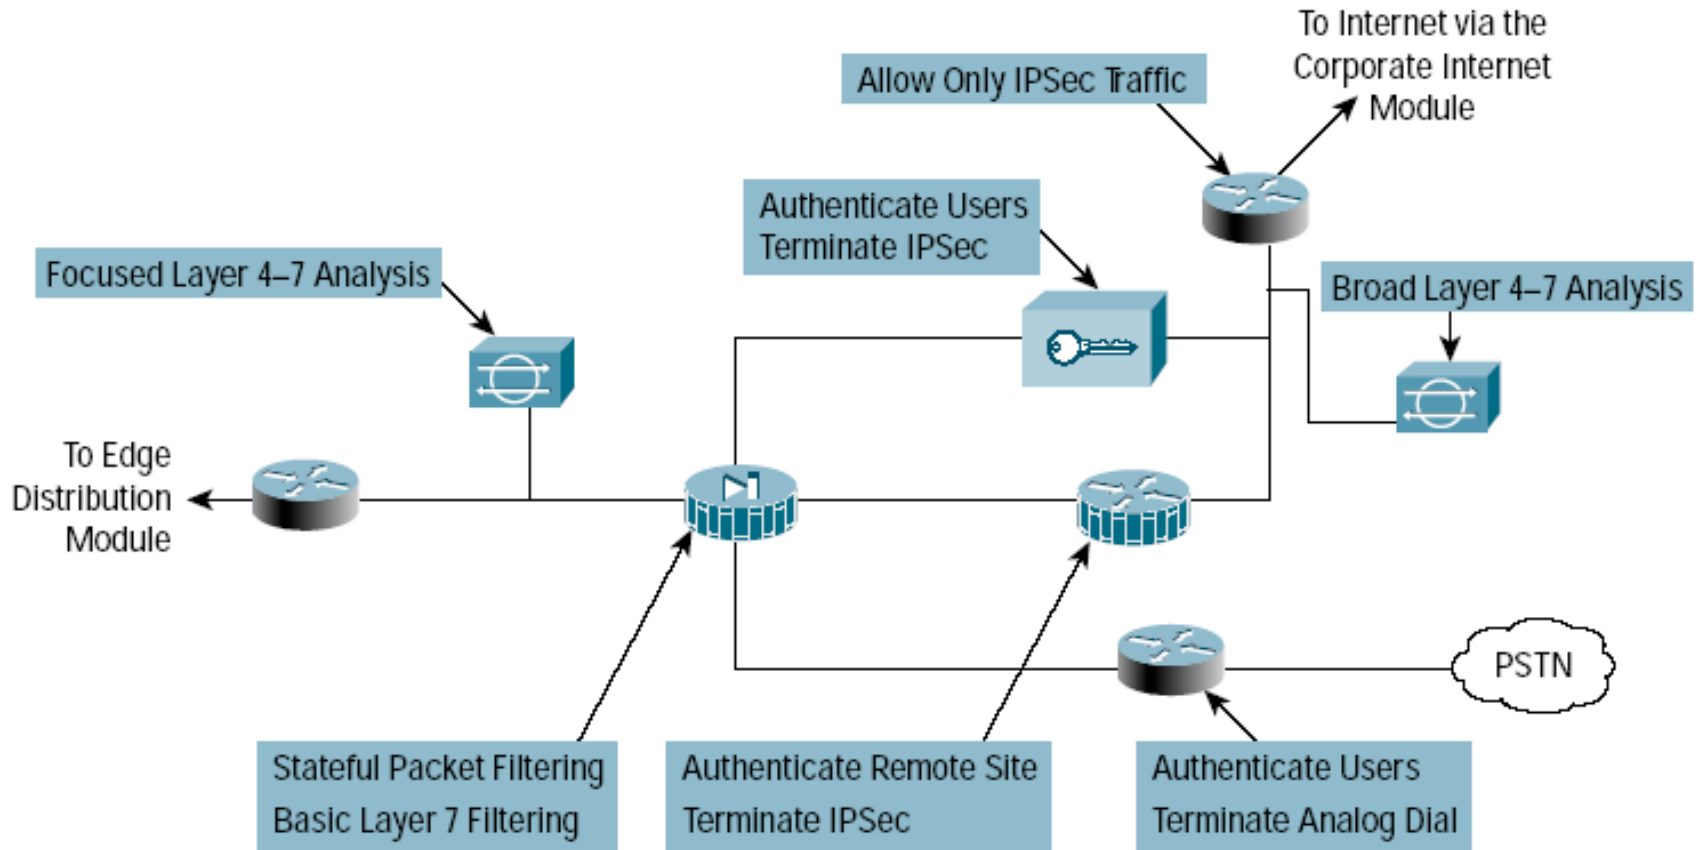 To Internet via the
Corporate Internet
Module
Allow Only IPSec Traffic
Authenticate Users
Terminate IPSec
Focused Layer 4–7 Analysis
Broad Layer 4–7 Analysis
To Edge
Distribution
Module
PSTN
Stateful Packet Filtering
Basic Layer 7 Filtering
Authenticate Remote Site
Terminate IPSec
Authenticate Users
Terminate Analog Dial